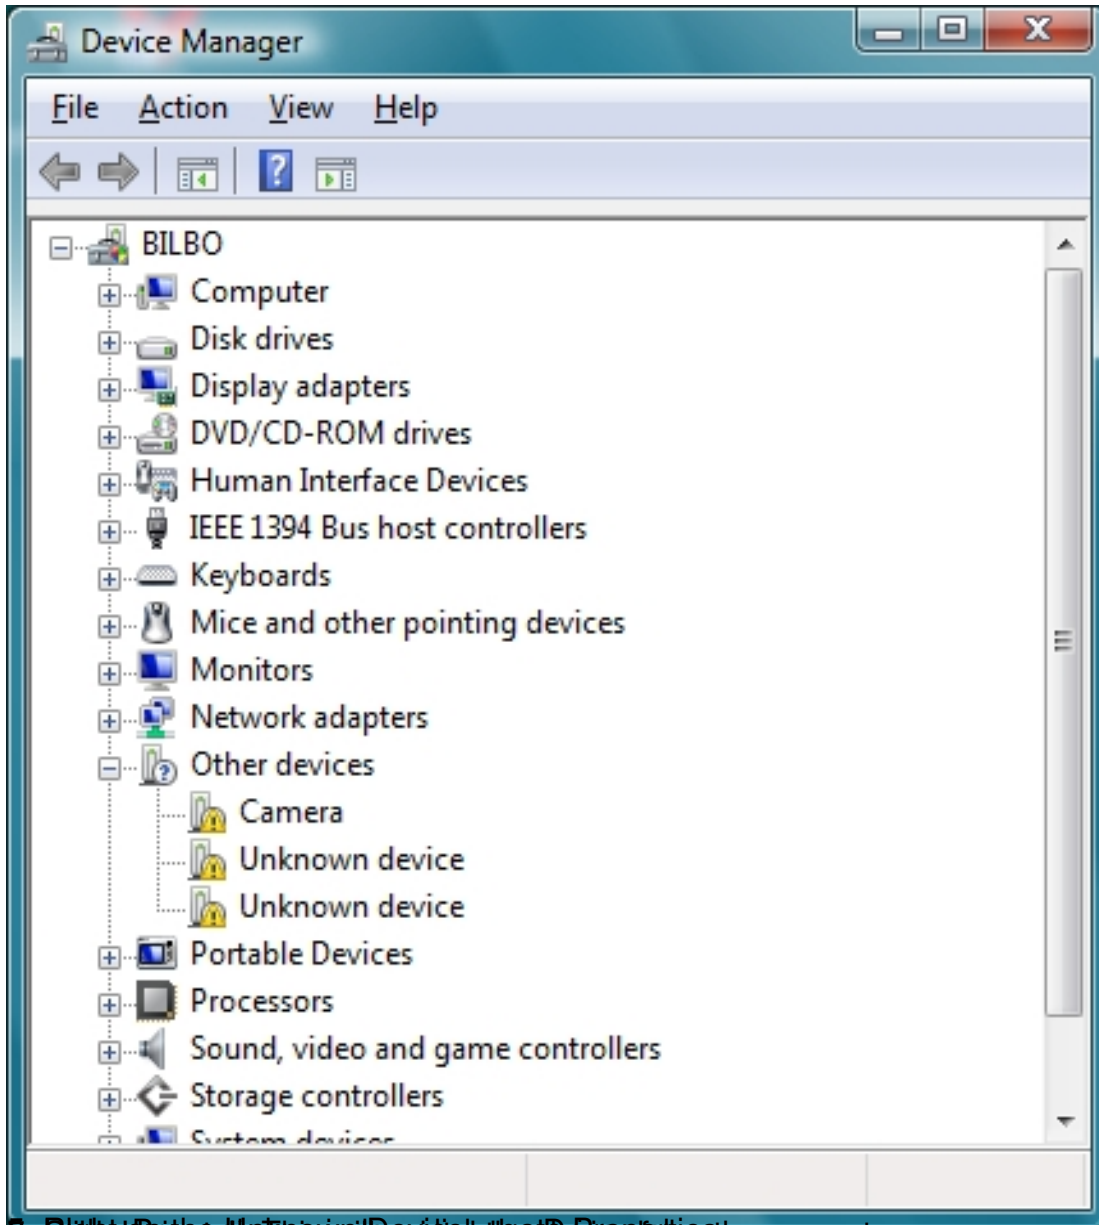 Device Manager
File Action View Help
BILBO
Computer
Disk drives
Display adapters
DVD/CD-ROM drives
Human Interface Devices
IEEE 1394 Bus host controllers
Keyboards
Mice and other pointing devices
Monitors
Network adapters
Other devices
Camera
Unknown device
Unknown device
Portable Devices
Processors
Sound, video and game controllers
Storage controllers
System devices